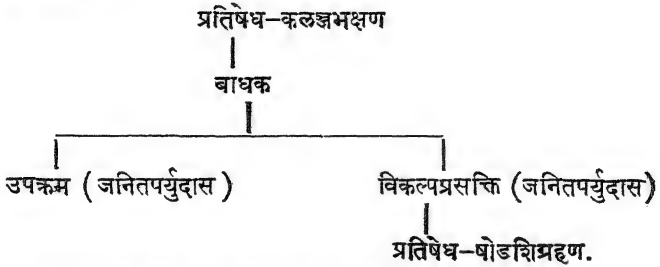 प्रतिषेध-कलञ्जभक्षण
बाधक
उपक्रम ( जनितपर्युदास )
विकल्पप्रसक्ति (जनितपर्युदास)
प्रतिषेध-षोडशिग्रहण.